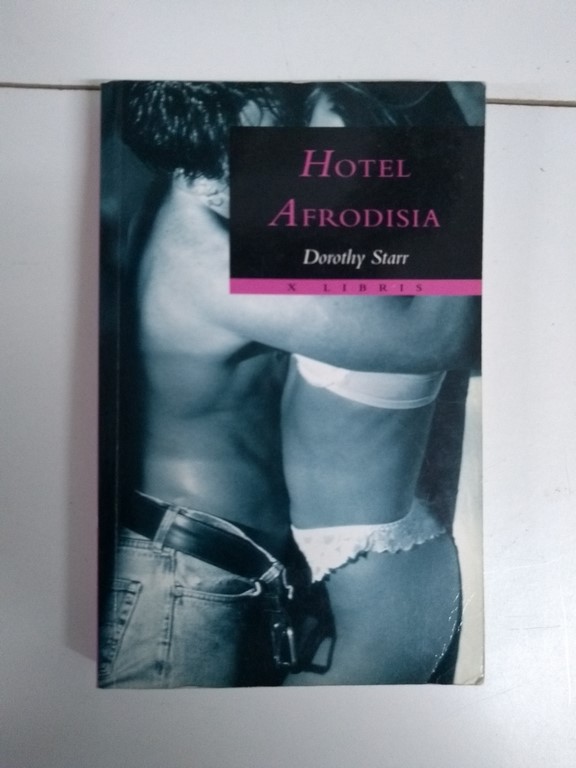 HOTEL
AFRODISIA
Dorothy Starr
X LIBRIS